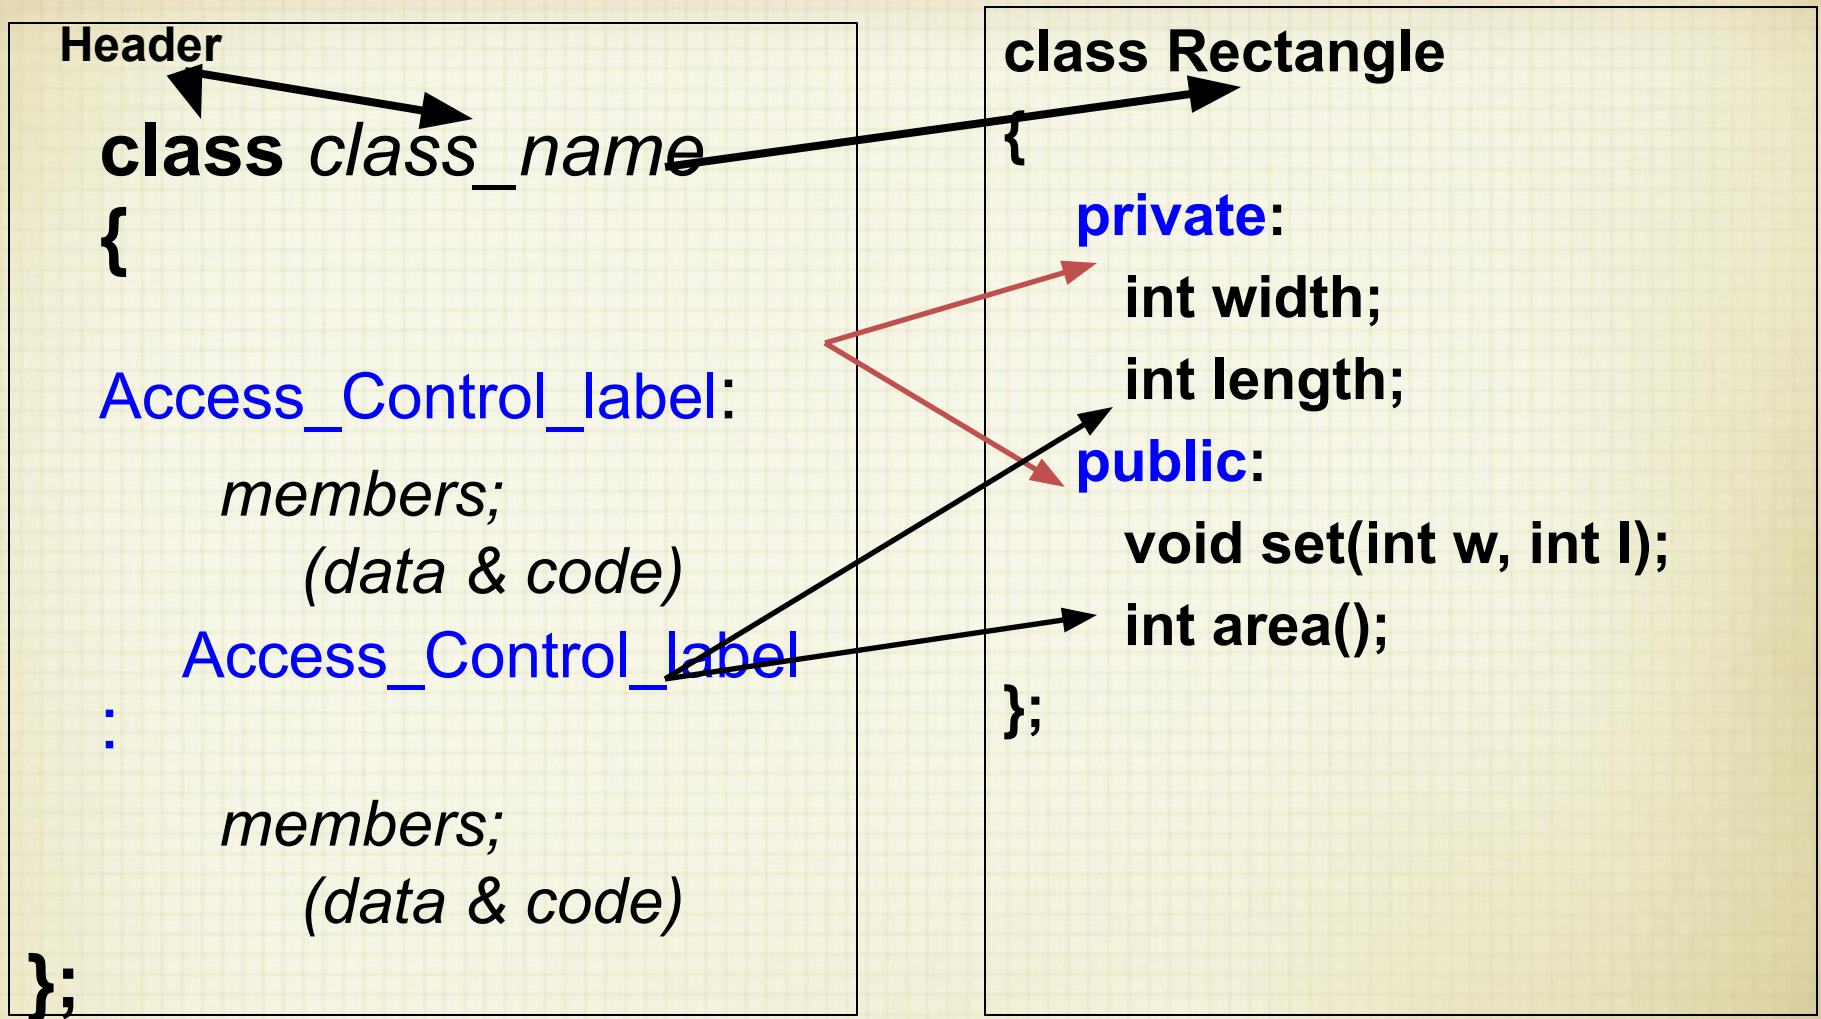 Header
class class_name
{
Access_Control_label:
members;
(data & code)
Access_Control_label
:
members;
(data & code)
};
class Rectangle
{
private:
int width;
int length;
public:
void set(int w, int l);
int area();
};